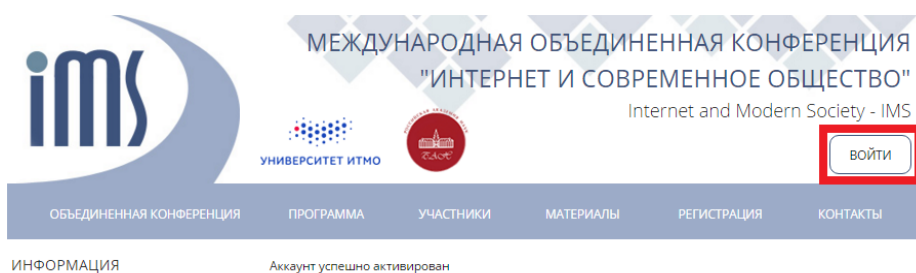 ims
МЕЖДУНАРОДНАЯ ОБЪЕДИНЕННАЯ КОНФЕРЕНЦИЯ
"ИНТЕРНЕТ И СОВРЕМЕННОЕ ОБЩЕСТВО"
Internet and Modern Society - IMS
УНИВЕРСИТЕТ ИТМО
ВОЙТИ
ОБЪЕДИНЕННАЯ КОНФЕРЕНЦИЯ ПРОГРАММА УЧАСТНИКИ МАТЕРИАЛЫ РЕГИСТРАЦИЯ КОНТАКТЫ
ИНФОРМАЦИЯ
Аккаунт успешно активирован